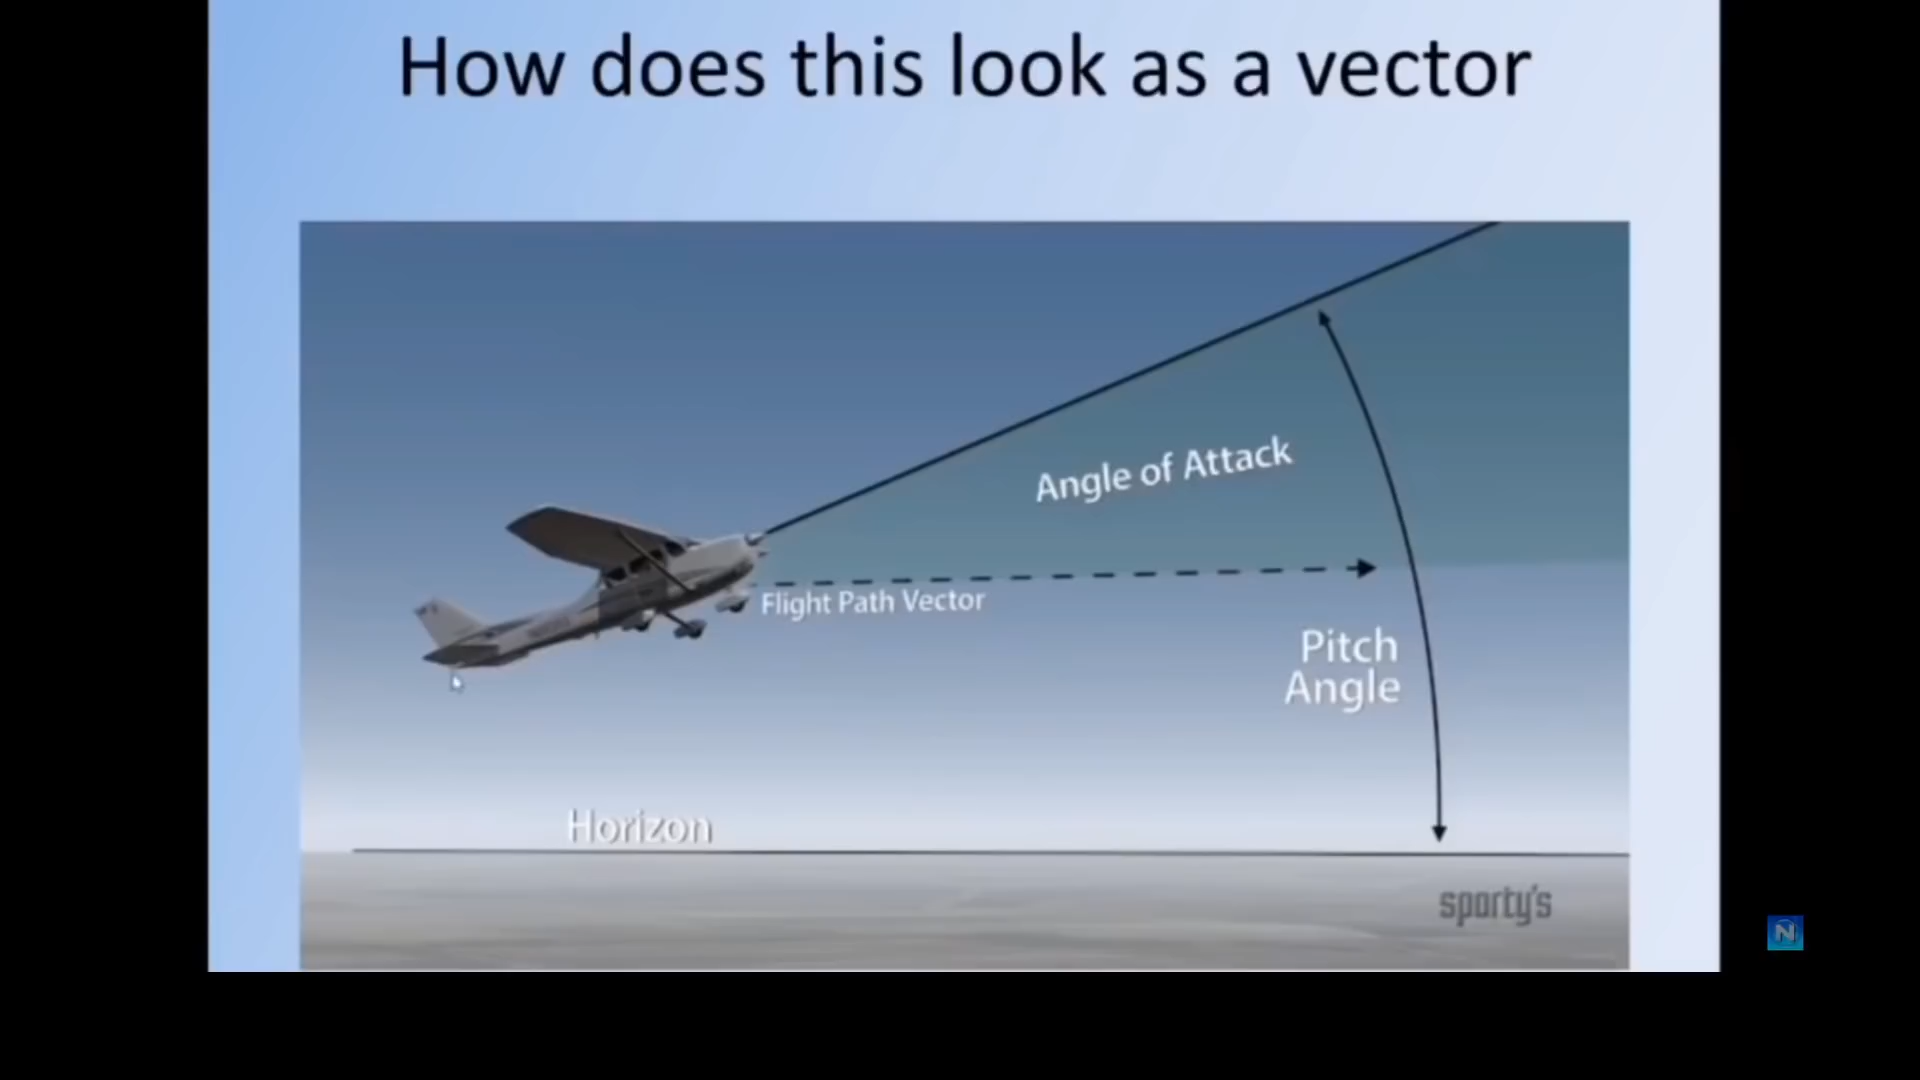 How does this look as a vector
Angle of Attack
Flight Path Vector
Pitch
Angle
Horizon
sporty's
N